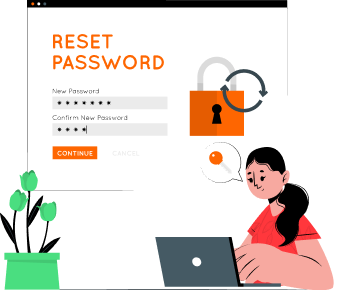 RESET
PASSWORD
New Password
*******
Confirm New Password
****
CONTINUE
CANCEL